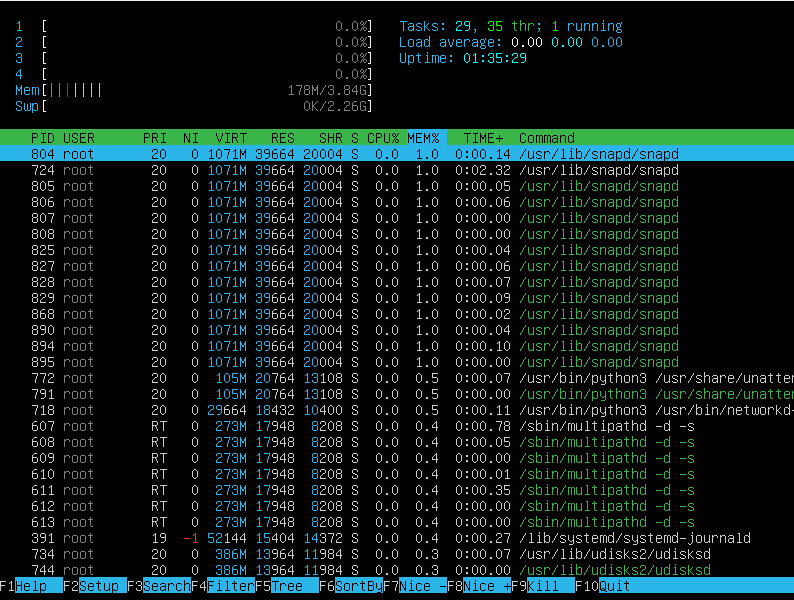 1 [ 0.0%] Tasks: 29, 35 thr; 1 running
2 [ 0.0%] Load average: 0.00 0.00 0.00
3 [ 0.0%] Uptime: 01:35:29
4 [ 0.0%]
Mem[||||||| 178M/3.84G]
Swp[ 0K/2.26G]
PID USER PRI NI VIRT RES SHR S CPU% MEM% TIME+ Command
804 root 20 0 1071M 39664 20004 S 0.0 1.0 0:00.14 /usr/lib/snapd/snapd
724 root 20 0 1071M 39664 20004 S 0.0 1.0 0:02.32 /usr/lib/snapd/snapd
805 root 20 0 1071M 39664 20004 S 0.0 1.0 0:00.05 /usr/lib/snapd/snapd
806 root 20 0 1071M 39664 20004 S 0.0 1.0 0:00.06 /usr/lib/snapd/snapd
807 root 20 0 1071M 39664 20004 S 0.0 1.0 0:00.00 /usr/lib/snapd/snapd
808 root 20 0 1071M 39664 20004 S 0.0 1.0 0:00.00 /usr/lib/snapd/snapd
825 root 20 0 1071M 39664 20004 S 0.0 1.0 0:00.04 /usr/lib/snapd/snapd
827 root 20 0 1071M 39664 20004 S 0.0 1.0 0:00.06 /usr/lib/snapd/snapd
828 root 20 0 1071M 39664 20004 S 0.0 1.0 0:00.07 /usr/lib/snapd/snapd
829 root 20 0 1071M 39664 20004 S 0.0 1.0 0:00.09 /usr/lib/snapd/snapd
868 root 20 0 1071M 39664 20004 S 0.0 1.0 0:00.02 /usr/lib/snapd/snapd
890 root 20 0 1071M 39664 20004 S 0.0 1.0 0:00.04 /usr/lib/snapd/snapd
894 root 20 0 1071M 39664 20004 S 0.0 1.0 0:00.10 /usr/lib/snapd/snapd
895 root 20 0 1071M 39664 20004 S 0.0 1.0 0:00.00 /usr/lib/snapd/snapd
772 root 20 0 105M 20764 13108 S 0.0 0.5 0:00.07 /usr/bin/python3 /usr/share/unatter
791 root 20 0 105M 20764 13108 S 0.0 0.5 0:00.00 /usr/bin/python3 /usr/share/unatter
718 root 20 0 29664 18432 10400 S 0.0 0.5 0:00.11 /usr/bin/python3 /usr/bin/networkd-
607 root RT 0 273M 17948 8208 S 0.0 0.4 0:00.78 /sbin/multipathd -d -s
608 root RT 0 273M 17948 8208 S 0.0 0.4 0:00.05 /sbin/multipathd -d -s
609 root RT 0 273M 17948 8208 S 0.0 0.4 0:00.00 /sbin/multipathd -d -s
610 root RT 0 273M 17948 8208 S 0.0 0.4 0:00.01 /sbin/multipathd -d -s
611 root RT 0 273M 17948 8208 S 0.0 0.4 0:00.35 /sbin/multipathd -d -s
612 root RT 0 273M 17948 8208 S 0.0 0.4 0:00.00 /sbin/multipathd -d -s
613 root RT 0 273M 17948 8208 S 0.0 0.4 0:00.00 /sbin/multipathd -d -s
391 root 19 -1 52144 15404 14372 S 0.0 0.4 0:00.27 /lib/systemd/systemd-journald
734 root 20 0 386M 13964 11984 S 0.0 0.3 0:00.07 /usr/lib/udisks2/udisksd
744 root 20 0 386M 13964 11984 S 0.0 0.3 0:00.00 /usr/lib/udisks2/udisksd
F1Help F2Setup F3SearchF4FilterF5Tree F6SortByF7Nice -F8Nice +F9Kill F10Quit